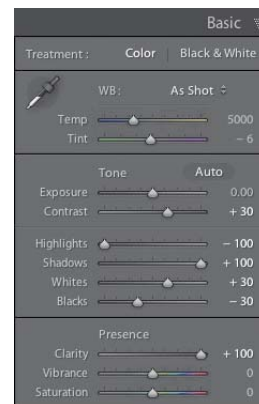 Basic
Treatment : Color Black & White
WB : As Shot
Temp 5000
Tint – 6
Tone Auto
Exposure 0.00
Contrast + 30
Highlights – 100
Shadows + 100
Whites + 30
Blacks – 30
Presence
Clarity + 100
Vibrance 0
Saturation 0